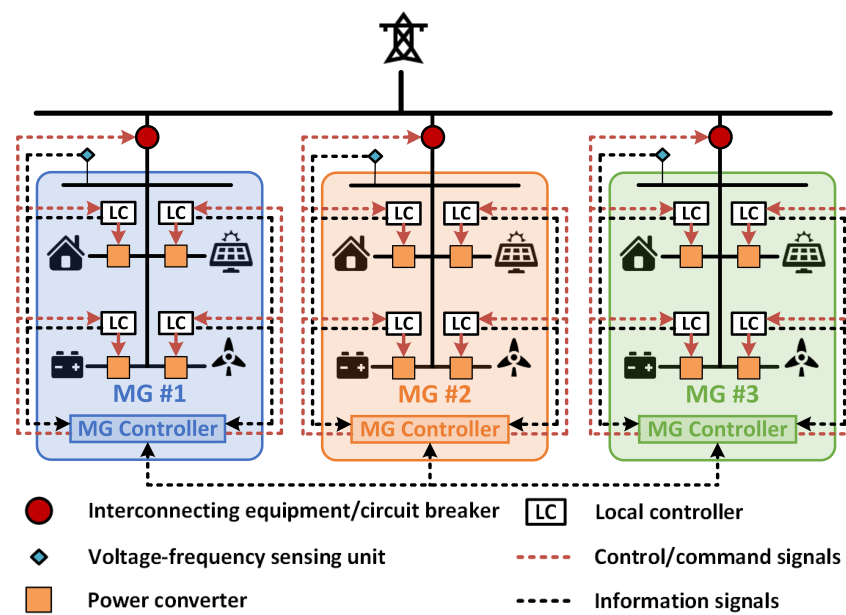 LC LC LC LC LC LC
LC LC LC LC LC LC
MG #1 MG #2 MG #3
MG Controller MG Controller MG Controller
Interconnecting equipment/circuit breaker LC Local controller
Voltage-frequency sensing unit Control/command signals
Power converter Information signals